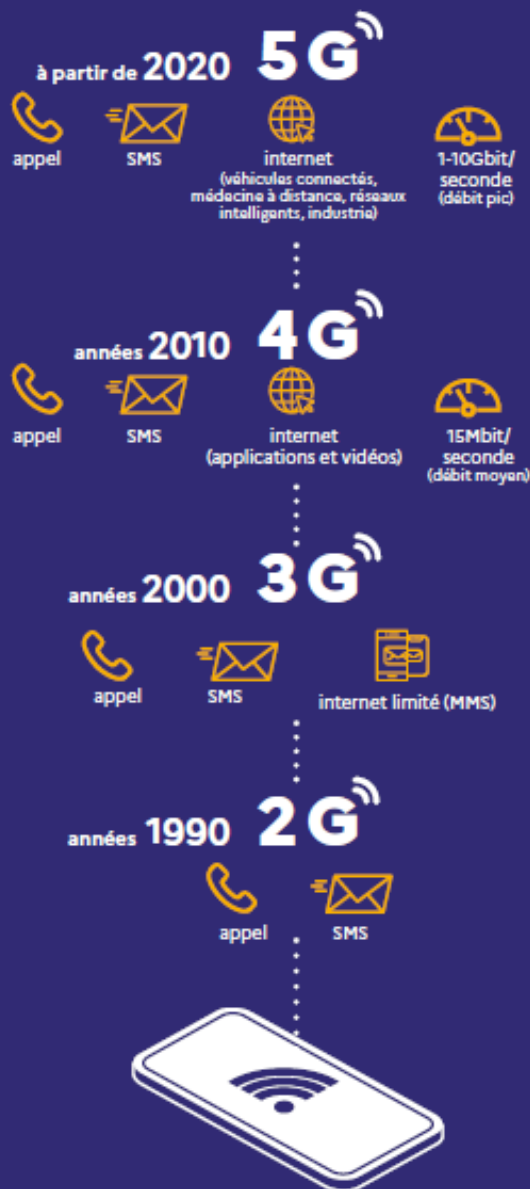 à partir de 2020 5G
appel
SMS
internet
(véhicules connectés,
médecine à distance, réseaux
intelligents, industrie)
1-10Gbit/
seconde
(débit pic)
années 2010 4G
appel
SMS
internet
(applications et vidéos)
15Mbit/
seconde
(débit moyen)
années 2000 3G
appel
SMS
internet limité (MMS)
années 1990 2G
appel
SMS